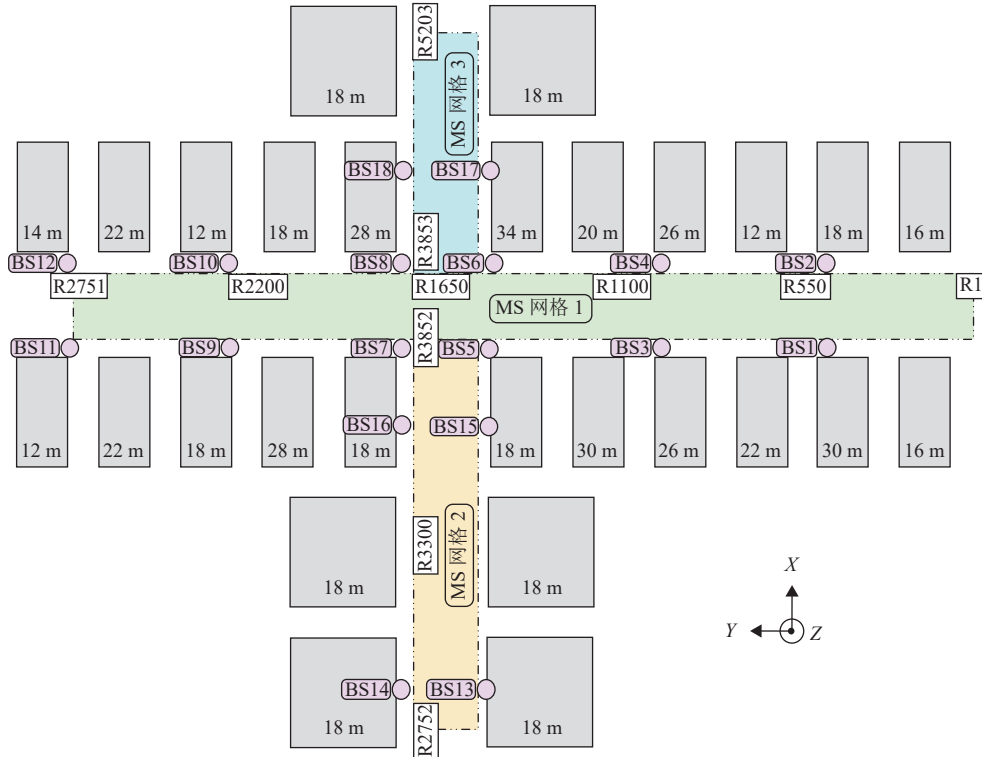 R5203
MS 网格 3
18 m
18 m
BS18
BS17
14 m
22 m
12 m
18 m
28 m
R3853
34 m
20 m
26 m
12 m
18 m
16 m
BS12
BS10
BS8
BS6
BS4
BS2
R2751
R2200
R1650
R1100
R550
R1
MS 网格 1
R3852
BS11
BS9
BS7
BS5
BS3
BS1
BS16
BS15
12 m
22 m
18 m
28 m
18 m
18 m
30 m
26 m
22 m
30 m
16 m
R3300
MS 网格 2
18 m
18 m
X
Y
Z
BS14
BS13
18 m
R2752
18 m